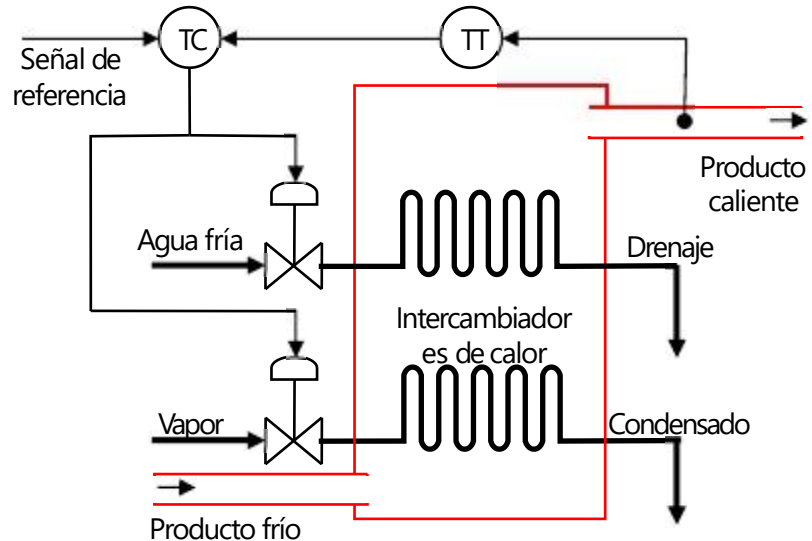 TC
TT
Señal de
referencia
Producto
caliente
Agua fría
Drenaje
Intercambiador
es de calor
Vapor
Condensado
Producto frío